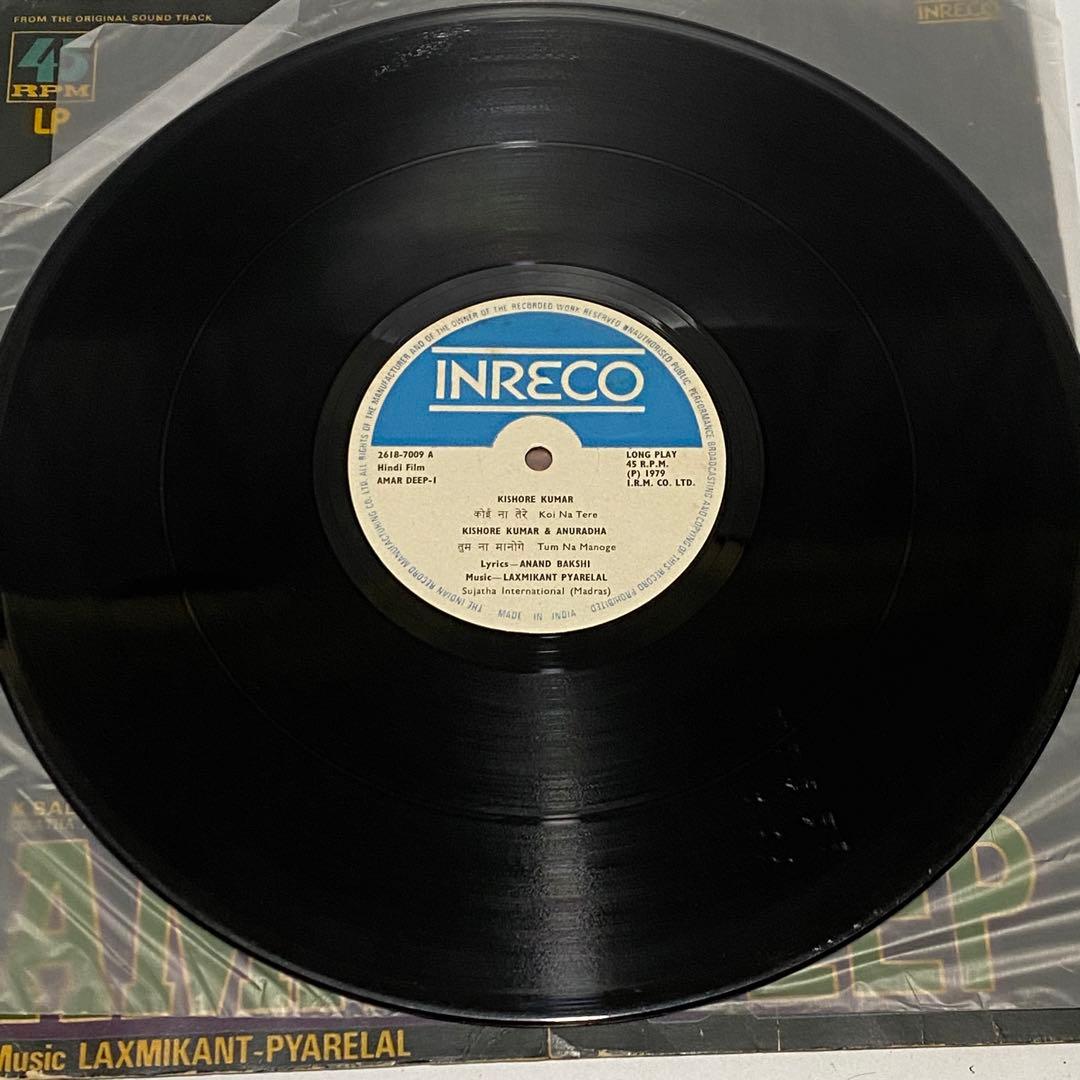 FROM THE ORIGINAL SOUND TRACK
INRECO
45
RPM
LP
ALL RIGHTS OF THE MANUFACTURER AND OF THE OWNER OF THE RECORDED WORK RESERVED UNAUTHORISED PUBLIC PERFORMANCE BROADCASTING AND COPYING OF THIS RECORD PROHIBITED
INRECO
2618-7009 A
Hindi Film
AMAR DEEP-1
LONG PLAY
45 R.P.M.
(P) 1979
I.R.M. CO. LTD.
KISHORE KUMAR
कोई ना तेरे Koi Na Tere
KISHORE KUMAR & ANURADHA
तुम ना मानोगे Tum Na Manoge
Lyrics—ANAND BAKSHI
Music—LAXMIKANT PYARELAL
Sujatha International (Madras)
THE INDIAN RECORD MANUFACTURING CO. LTD.
MADE IN INDIA
Music LAXMIKANT-PYARELAL